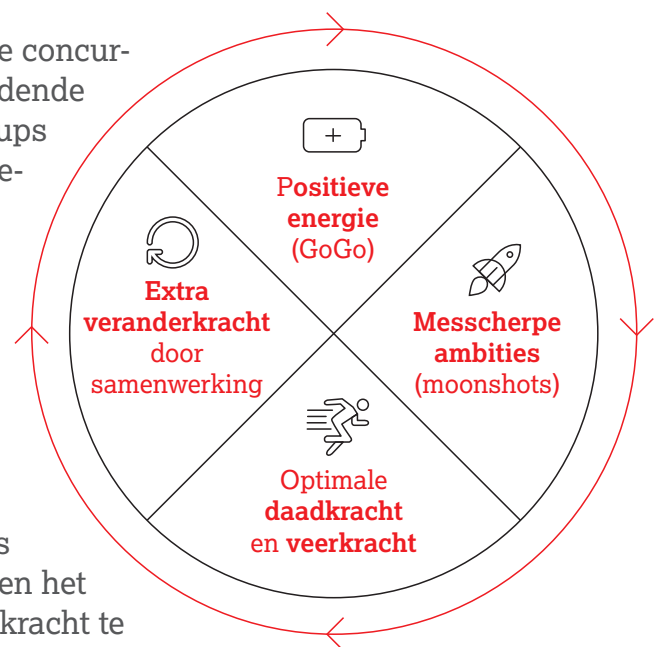 e concur-
dende
ups
e-
Positieve
energie
(GoGo)
Messcherpe
ambities
(moonshots)
Optimale
daadkracht
en veerkracht
Extra
veranderkracht
door
samenwerking
s
en het
kracht te